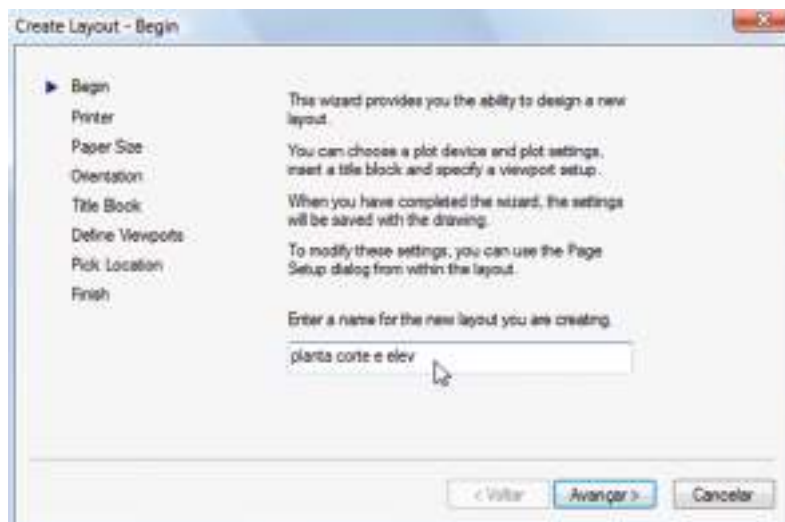 Create Layout - Begin
Begin
Printer
Paper Size
Orientation
Title Block
Define Viewports
Pick Location
Finish
This wizard provides you the ability to design a new
layout.
You can choose a plot device and plot settings,
insert a title block and specify a viewport setup.
When you have completed the wizard, the settings
will be saved with the drawing.
To modify these settings, you can use the Page
Setup dialog from within the layout.
Enter a name for the new layout you are creating.
planta corte e elev
< Voltar
Avançar >
Cancelar